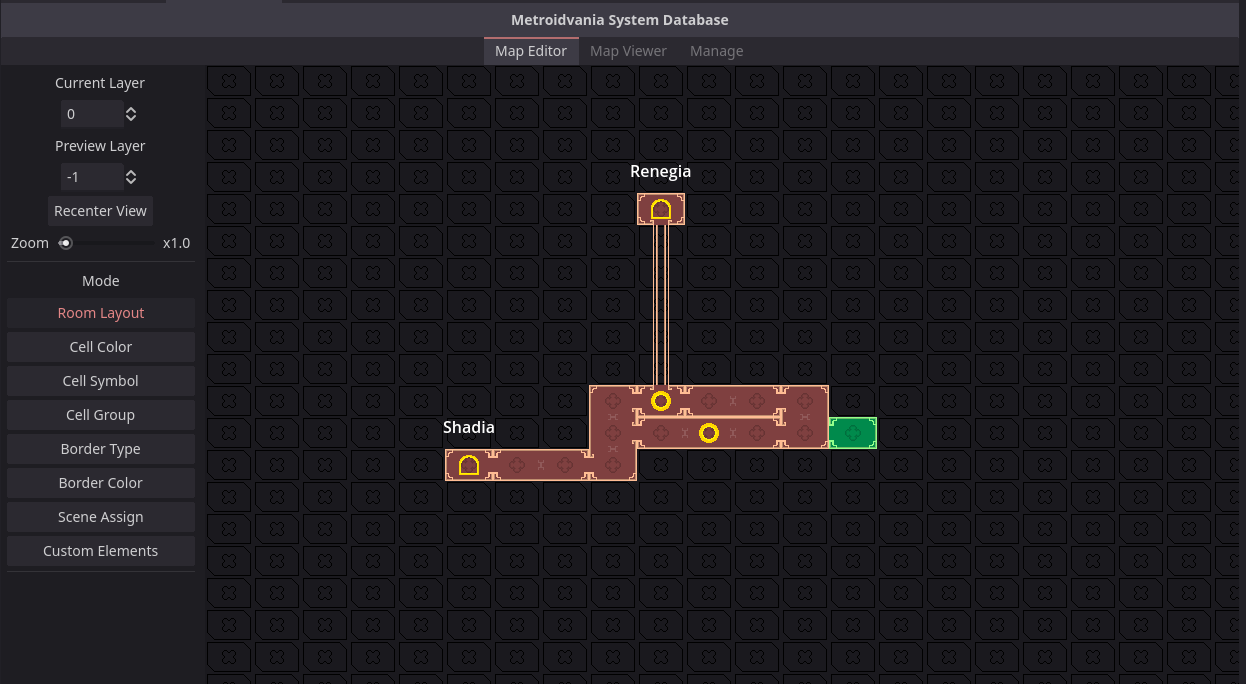 Metroidvania System Database
Map Editor
Map Viewer
Manage
Current Layer
0
Preview Layer
-1
Recenter View
Zoom
x1.0
Mode
Room Layout
Cell Color
Cell Symbol
Cell Group
Border Type
Border Color
Scene Assign
Custom Elements
Renegia
Shadia